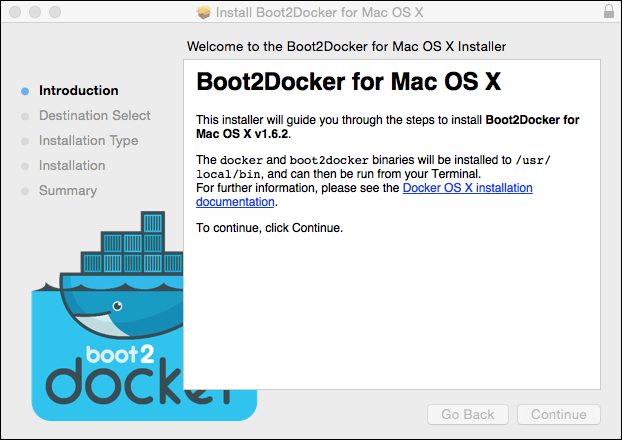 Install Boot2Docker for Mac OS X
Welcome to the Boot2Docker for Mac OS X Installer
Introduction
Destination Select
Installation Type
Installation
Summary
Boot2Docker for Mac OS X
This installer will guide you through the steps to install Boot2Docker for
Mac OS X v1.6.2.
The docker and boot2docker binaries will be installed to /usr/
local/bin, and can then be run from your Terminal.
For further information, please see the Docker OS X installation
documentation.
To continue, click Continue.
boot2
docker
Go Back
Continue